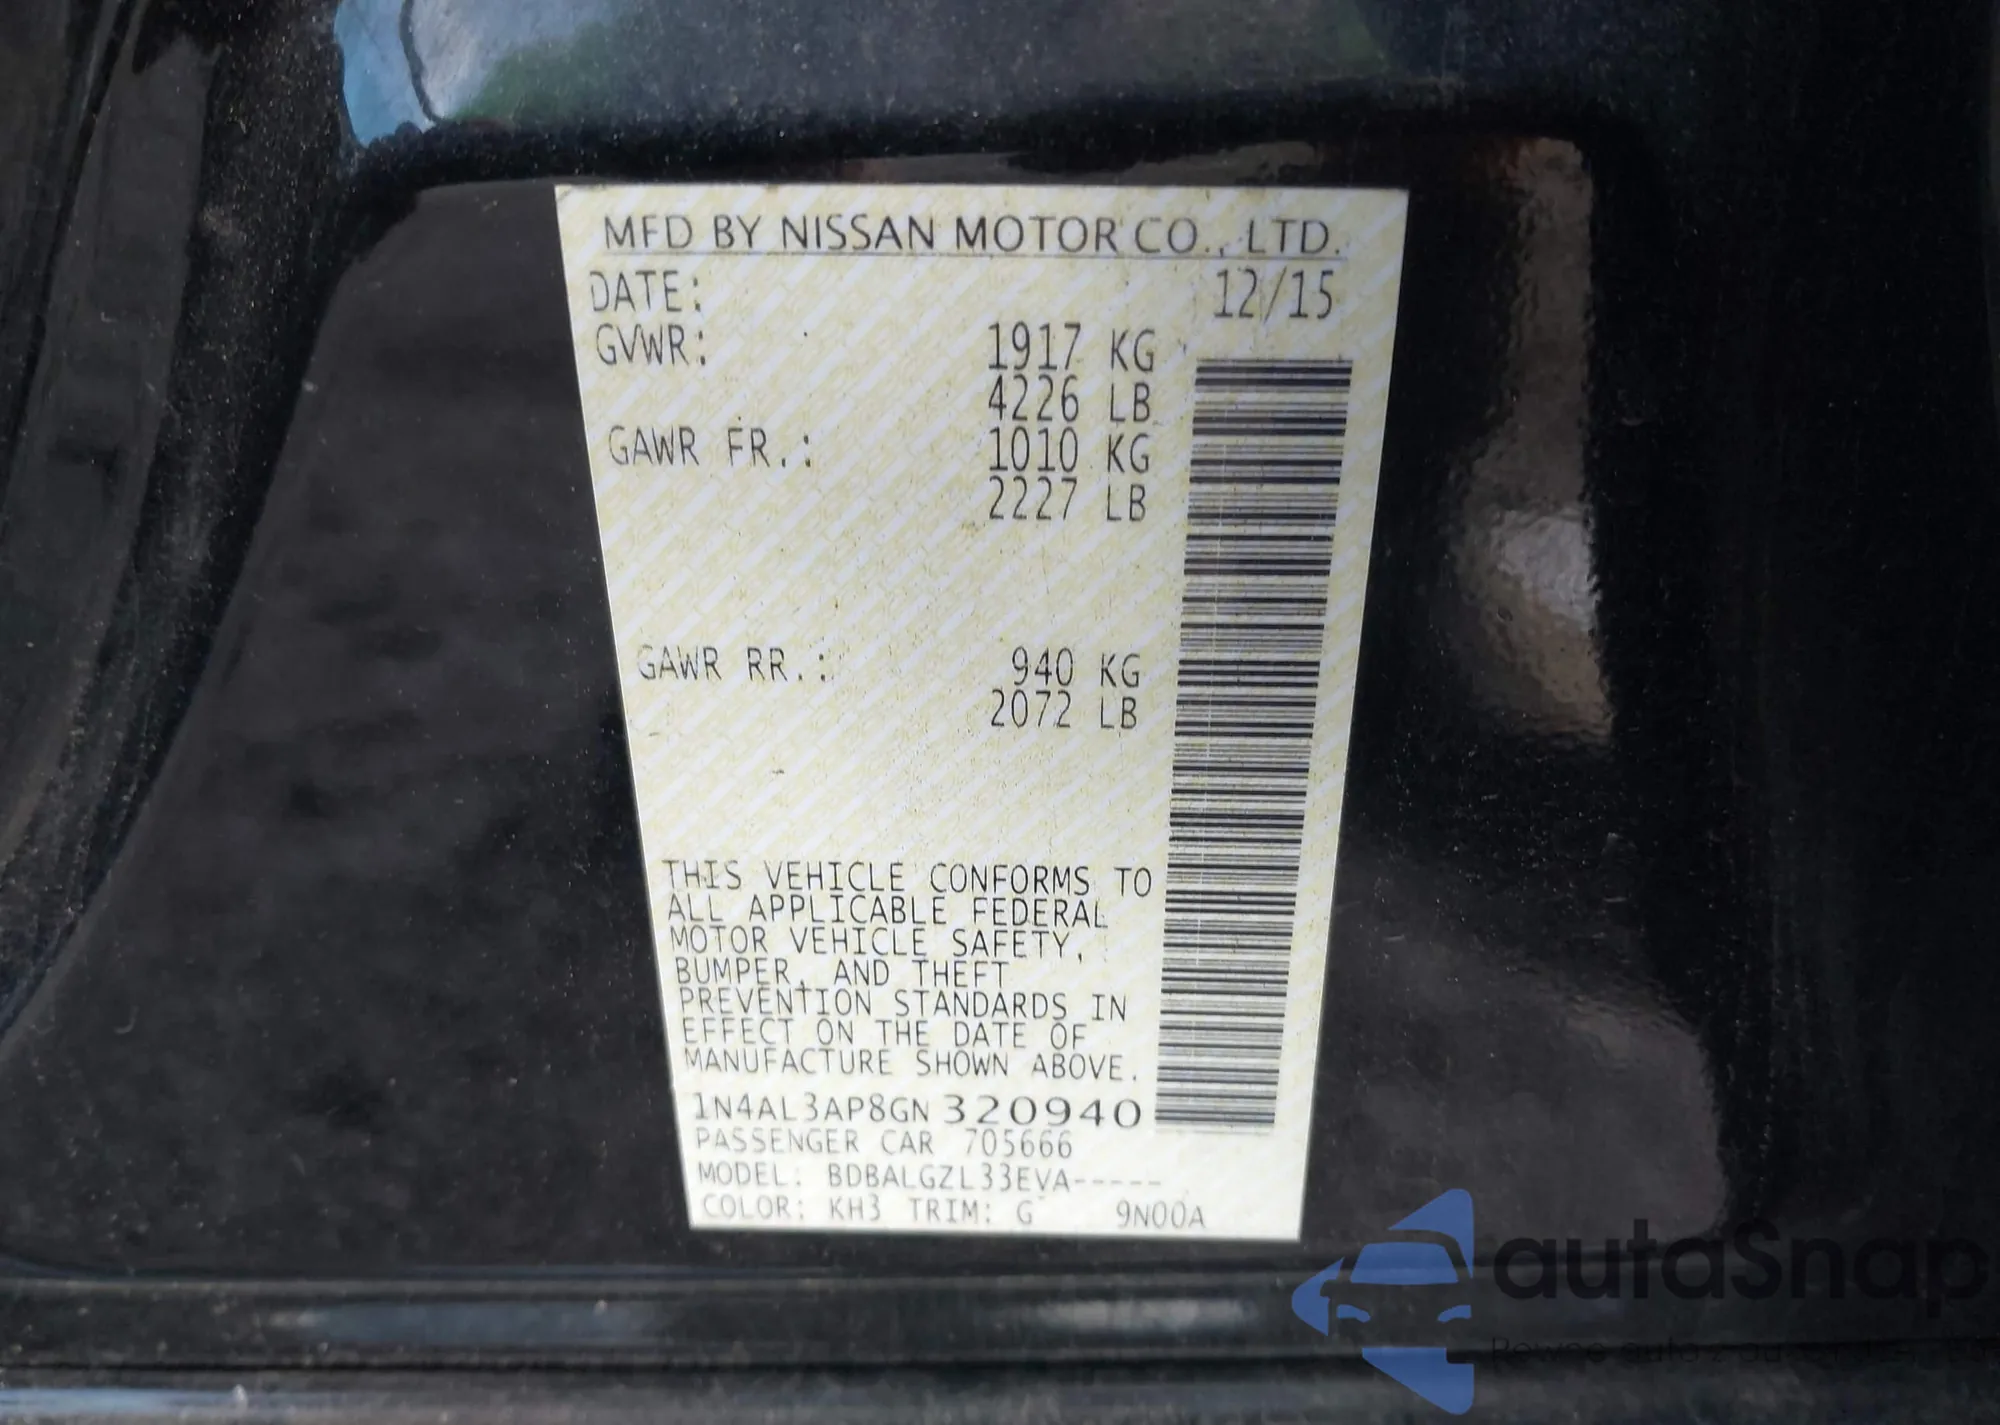 MFD BY NISSAN MOTOR CO., LTD.
DATE: 12/15
GVWR: 1917 KG
4226 LB
GAWR FR.: 1010 KG
2227 LB
GAWR RR.: 940 KG
2072 LB
THIS VEHICLE CONFORMS TO
ALL APPLICABLE FEDERAL
MOTOR VEHICLE SAFETY,
BUMPER, AND THEFT
PREVENTION STANDARDS IN
EFFECT ON THE DATE OF
MANUFACTURE SHOWN ABOVE.
1N4AL3AP8GN320940
PASSENGER CAR 705666
MODEL: BDBALGZL33EVA-----
COLOR: KH3 TRIM: G 9N00A
autaSnap